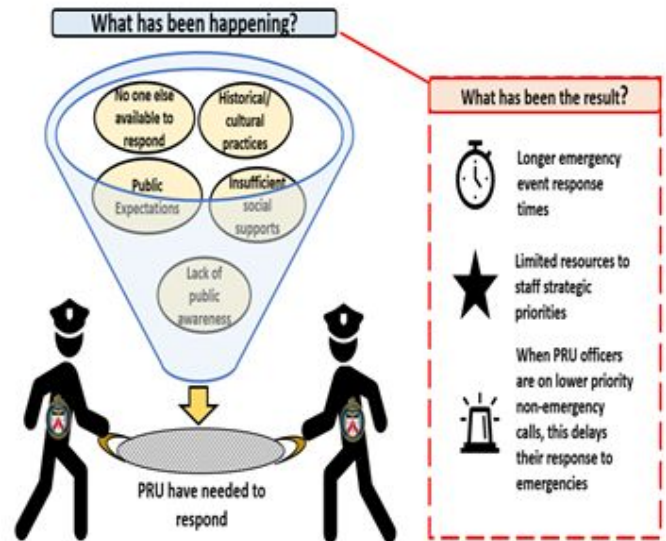 What has been happening?
No one else
available to
respond
Historical/
cultural
practices
Public
Expectations
Insufficient
social
supports
Lack of
public
awareness
PRU have needed to
respond
What has been the result?
Longer emergency
event response
times
Limited resources to
staff strategic
priorities
When PRU officers
are on lower priority
non-emergency
calls, this delays
their response to
emergencies